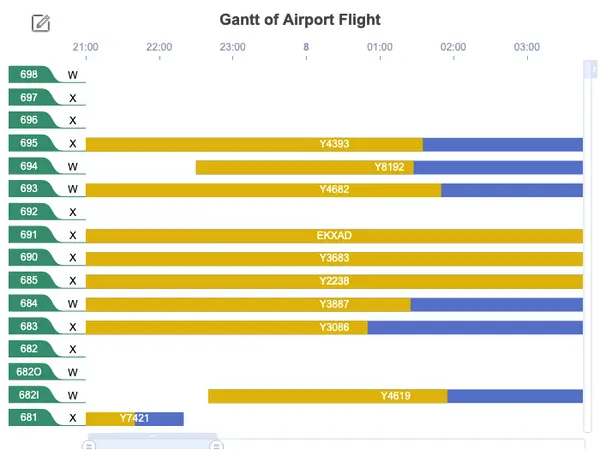 Gantt of Airport Flight
21:00 22:00 23:00 8 01:00 02:00 03:00
698 W
697 X
696 X
695 X Y4393
694 W Y8192
693 W Y4682
692 X
691 X EKXAD
690 X Y3683
685 X Y2238
684 W Y3887
683 X Y3086
682 X
682O W
682I W Y4619
681 X Y7421